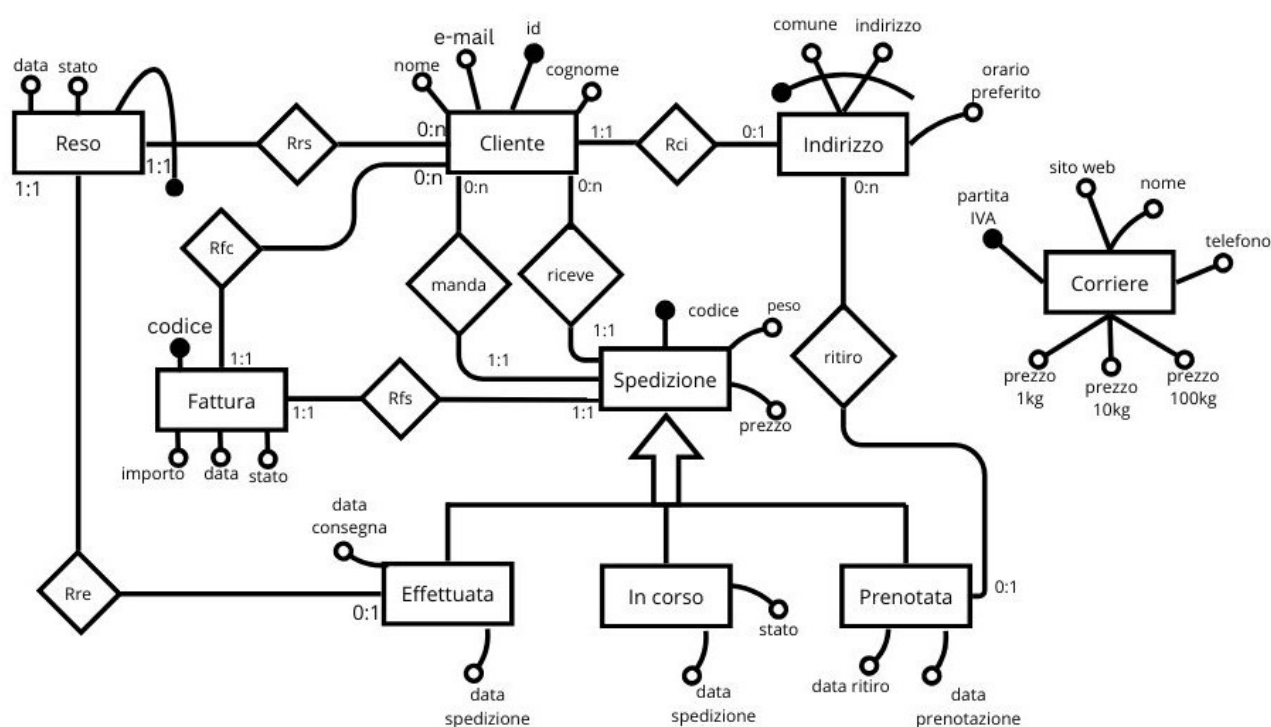 data
stato
nome
e-mail
id
cognome
comune
indirizzo
orario
preferito
Reso
1:1
1:1
Rrs
0:n
Cliente
1:1
Rci
0:1
Indirizzo
0:n
0:n
0:n
0:n
sito web
nome
partita
IVA
telefono
Corriere
prezzo
1kg
prezzo
10kg
prezzo
100kg
Rfc
manda
riceve
ritiro
codice
1:1
Fattura
1:1
importo
data
stato
Rfs
1:1
1:1
1:1
codice
peso
Spedizione
prezzo
data
consegna
Rre
0:1
Effettuata
data
spedizione
In corso
stato
data
spedizione
Prenotata
0:1
data ritiro
data
prenotazione